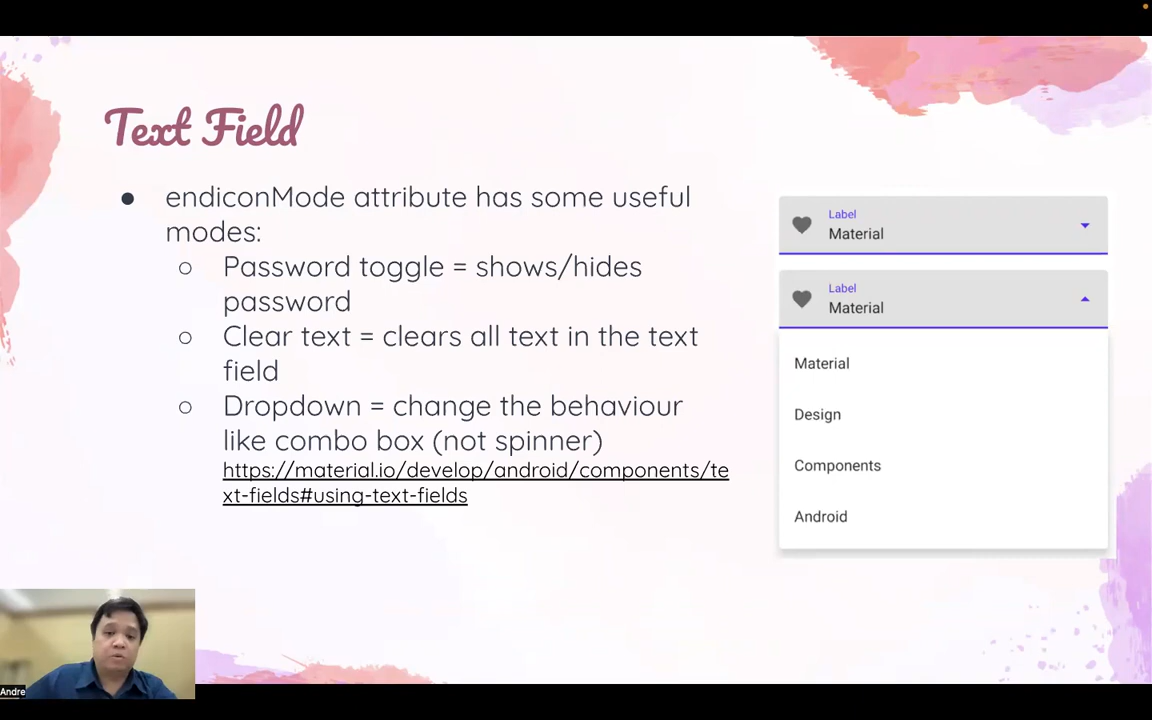 Text Field
● endiconMode attribute has some useful
modes:
○ Password toggle = shows/hides
password
○ Clear text = clears all text in the text
field
○ Dropdown = change the behaviour
like combo box (not spinner)
https://material.io/develop/android/components/te
xt-fields#using-text-fields
Label
Material
Label
Material
Material
Design
Components
Android
Andre